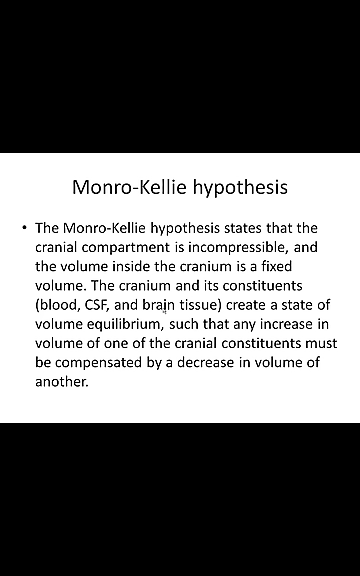 Monro-Kellie hypothesis
• The Monro-Kellie hypothesis states that the
cranial compartment is incompressible, and
the volume inside the cranium is a fixed
volume. The cranium and its constituents
(blood, CSF, and brain tissue) create a state of
volume equilibrium, such that any increase in
volume of one of the cranial constituents must
be compensated by a decrease in volume of
another.